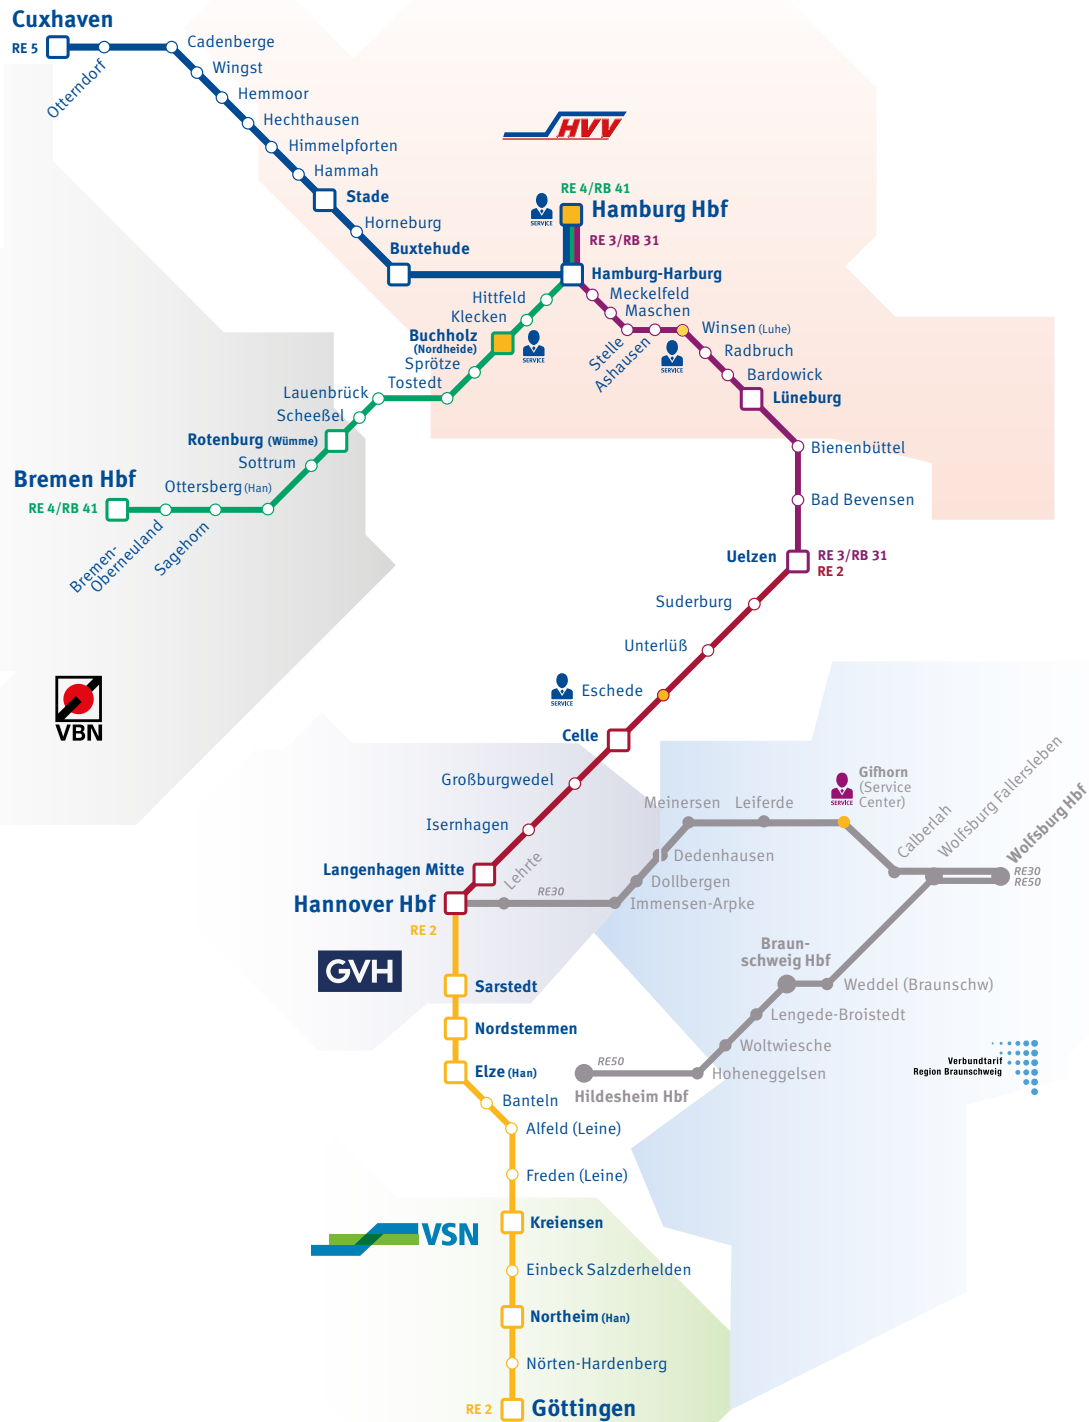 Cuxhaven
RE 5
Otterndorf
Cadenberge
Wingst
Hemmoor
Hechthausen
Himmelpforten
Hammah
Stade
Horneburg
Buxtehude
HVV
RE 4/RB 41
Hamburg Hbf
SERVICE
RE 3/RB 31
Hamburg-Harburg
Hittfeld
Klecken
Buchholz
(Nordheide)
SERVICE
Sprötze
Tostedt
Lauenbrück
Scheeßel
Rotenburg (Wümme)
Sottrum
Ottersberg (Han)
Bremen Hbf
RE 4/RB 41
Sagehorn
Bremen-
Oberneuland
Meckelfeld
Maschen
Stelle
Ashausen
SERVICE
Winsen (Luhe)
Radbruch
Bardowick
Lüneburg
Bienenbüttel
Bad Bevensen
Uelzen
RE 3/RB 31
RE 2
Suderburg
Unterlüß
SERVICE
Eschede
Celle
Großburgwedel
Isernhagen
Langenhagen Mitte
Hannover Hbf
RE 2
VBN
GVH
Lehrte
RE30
Immensen-Arpke
Dollbergen
Dedenhausen
Meinersen
Leiferde
SERVICE
Gifhorn
(Service
Center)
Calberlah
Wolfsburg Fallersleben
Wolfsburg Hbf
RE30
RE50
Braun-
schweig Hbf
Weddel (Braunschw)
Lengede-Broistedt
Woltwiesche
Hoheneggelsen
RE50
Hildesheim Hbf
Verbundtarif
Region Braunschweig
Sarstedt
Nordstemmen
Elze (Han)
Banteln
Alfeld (Leine)
Freden (Leine)
VSN
Kreiensen
Einbeck Salzderhelden
Northeim (Han)
Nörten-Hardenberg
RE 2
Göttingen